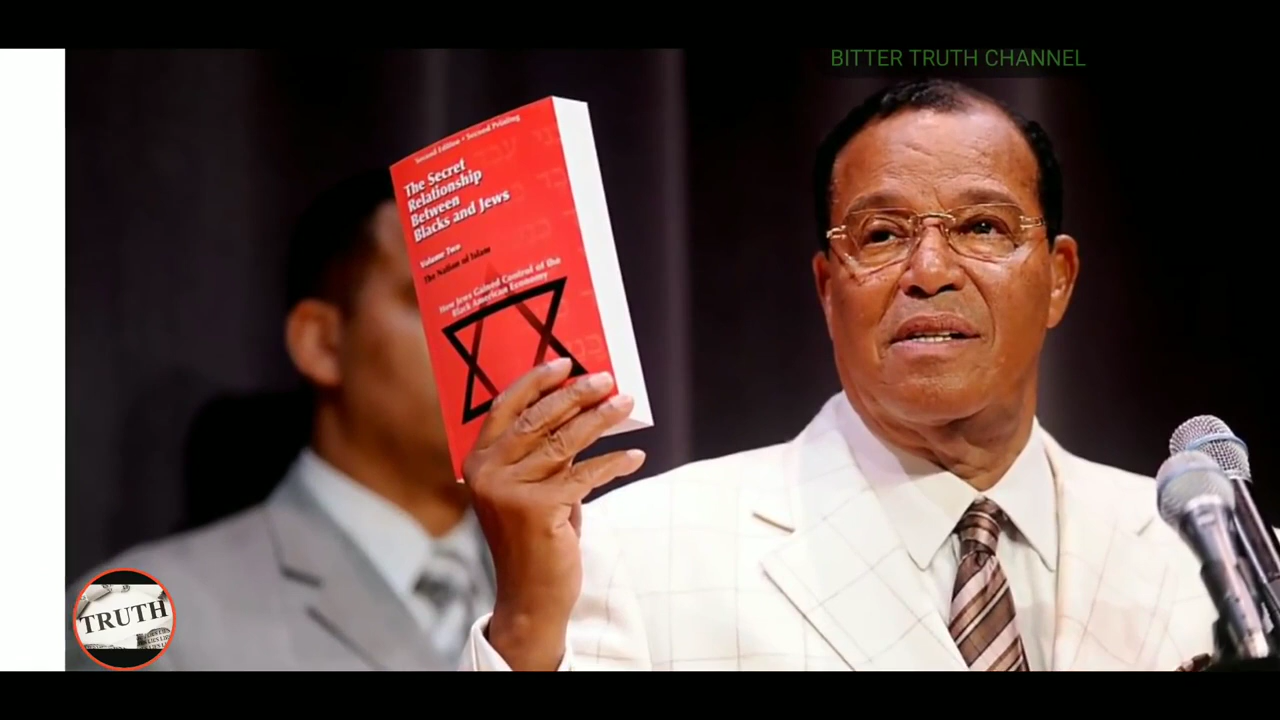 BITTER TRUTH CHANNEL
Second Edition • Second Printing
The Secret
Relationship
Between
Blacks and Jews
Volume Two
The Nation of Islam
How Jews Gained Control of the
Black American Economy
TRUTH